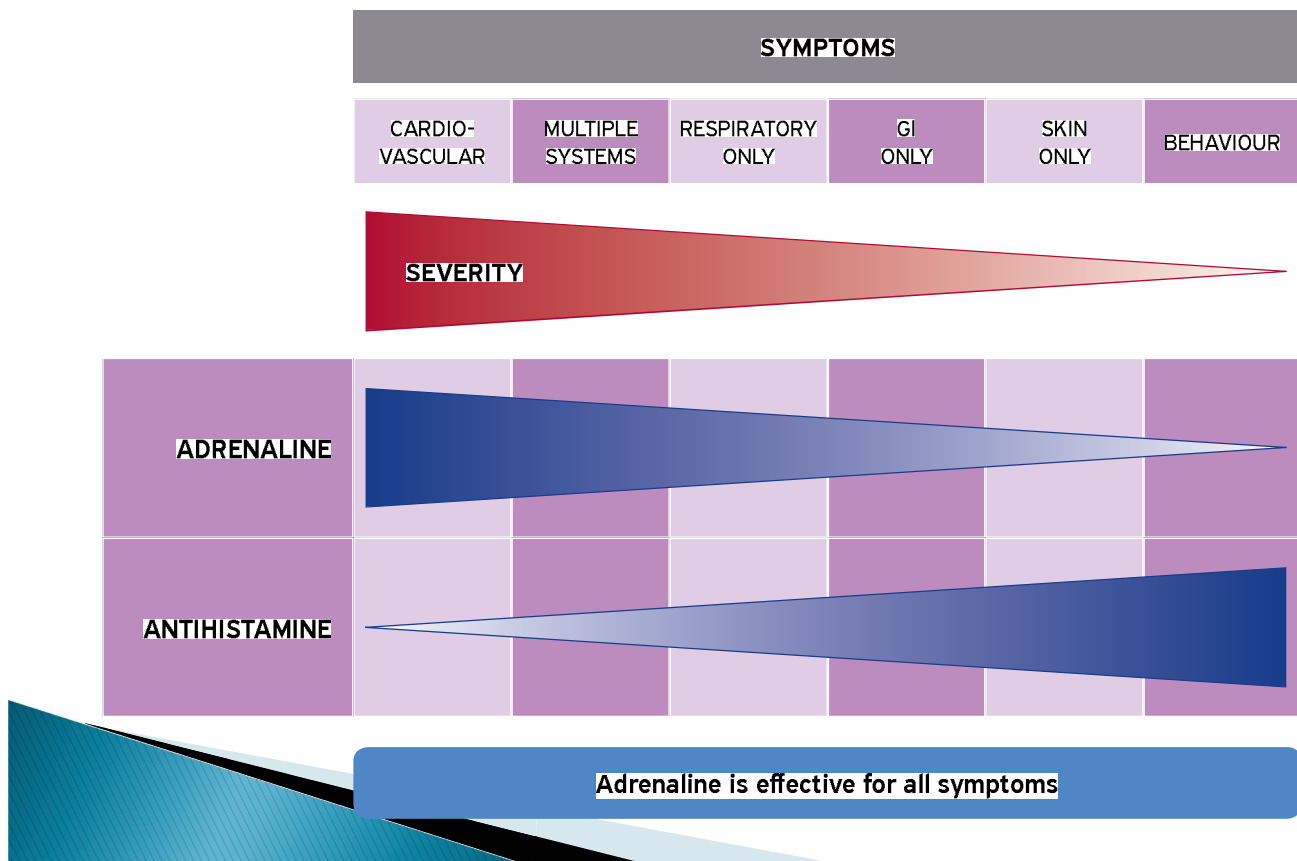 SYMPTOMS
CARDIO-
VASCULAR
MULTIPLE
SYSTEMS
RESPIRATORY
ONLY
GI
ONLY
SKIN
ONLY
BEHAVIOUR
SEVERITY
ADRENALINE
ANTIHISTAMINE
Adrenaline is effective for all symptoms